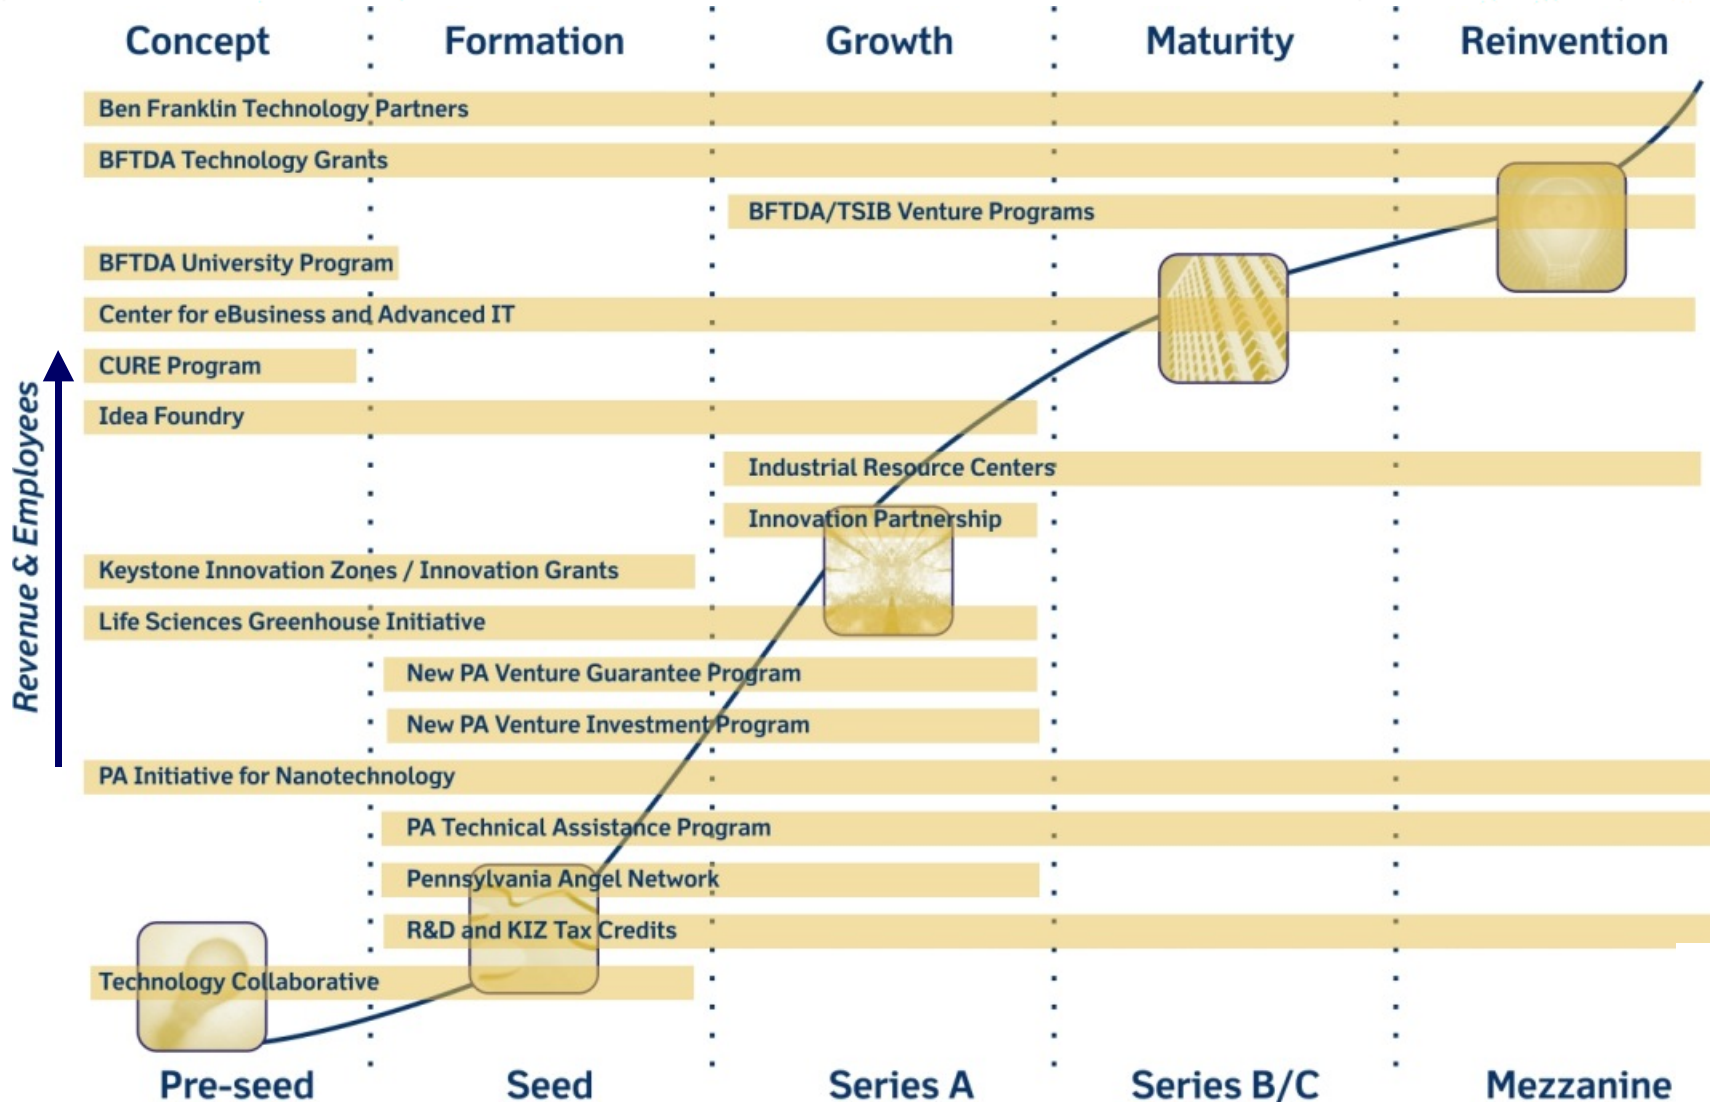 Concept
Formation
Growth
Maturity
Reinvention
Ben Franklin Technology Partners
BFTDA Technology Grants
BFTDA/TSIB Venture Programs
BFTDA University Program
Center for eBusiness and Advanced IT
CURE Program
Idea Foundry
Industrial Resource Centers
Innovation Partnership
Keystone Innovation Zones / Innovation Grants
Life Sciences Greenhouse Initiative
New PA Venture Guarantee Program
New PA Venture Investment Program
PA Initiative for Nanotechnology
PA Technical Assistance Program
Pennsylvania Angel Network
R&D and KIZ Tax Credits
Technology Collaborative
Revenue & Employees
Pre-seed
Seed
Series A
Series B/C
Mezzanine